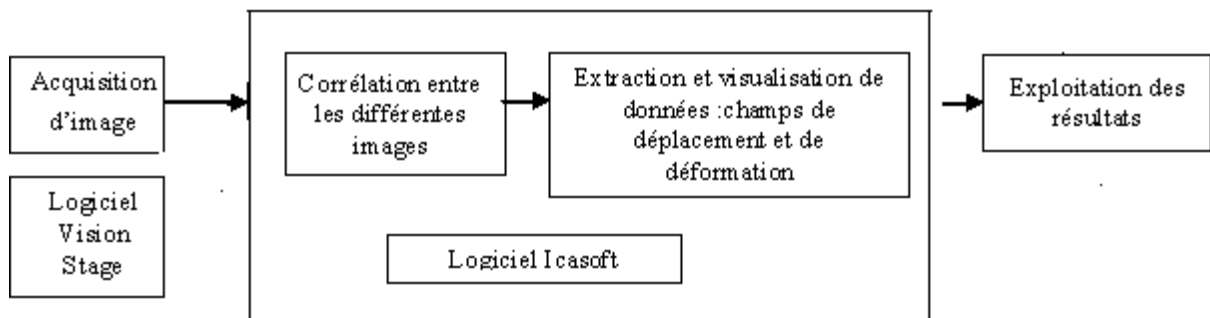 Acquisition
d’image
Logiciel
Vision
Stage
Corrélation entre
les différentes
images
Extraction et visualisation de
données :champs de
déplacement et de
déformation
Logiciel Icasoft
Exploitation des
résultats